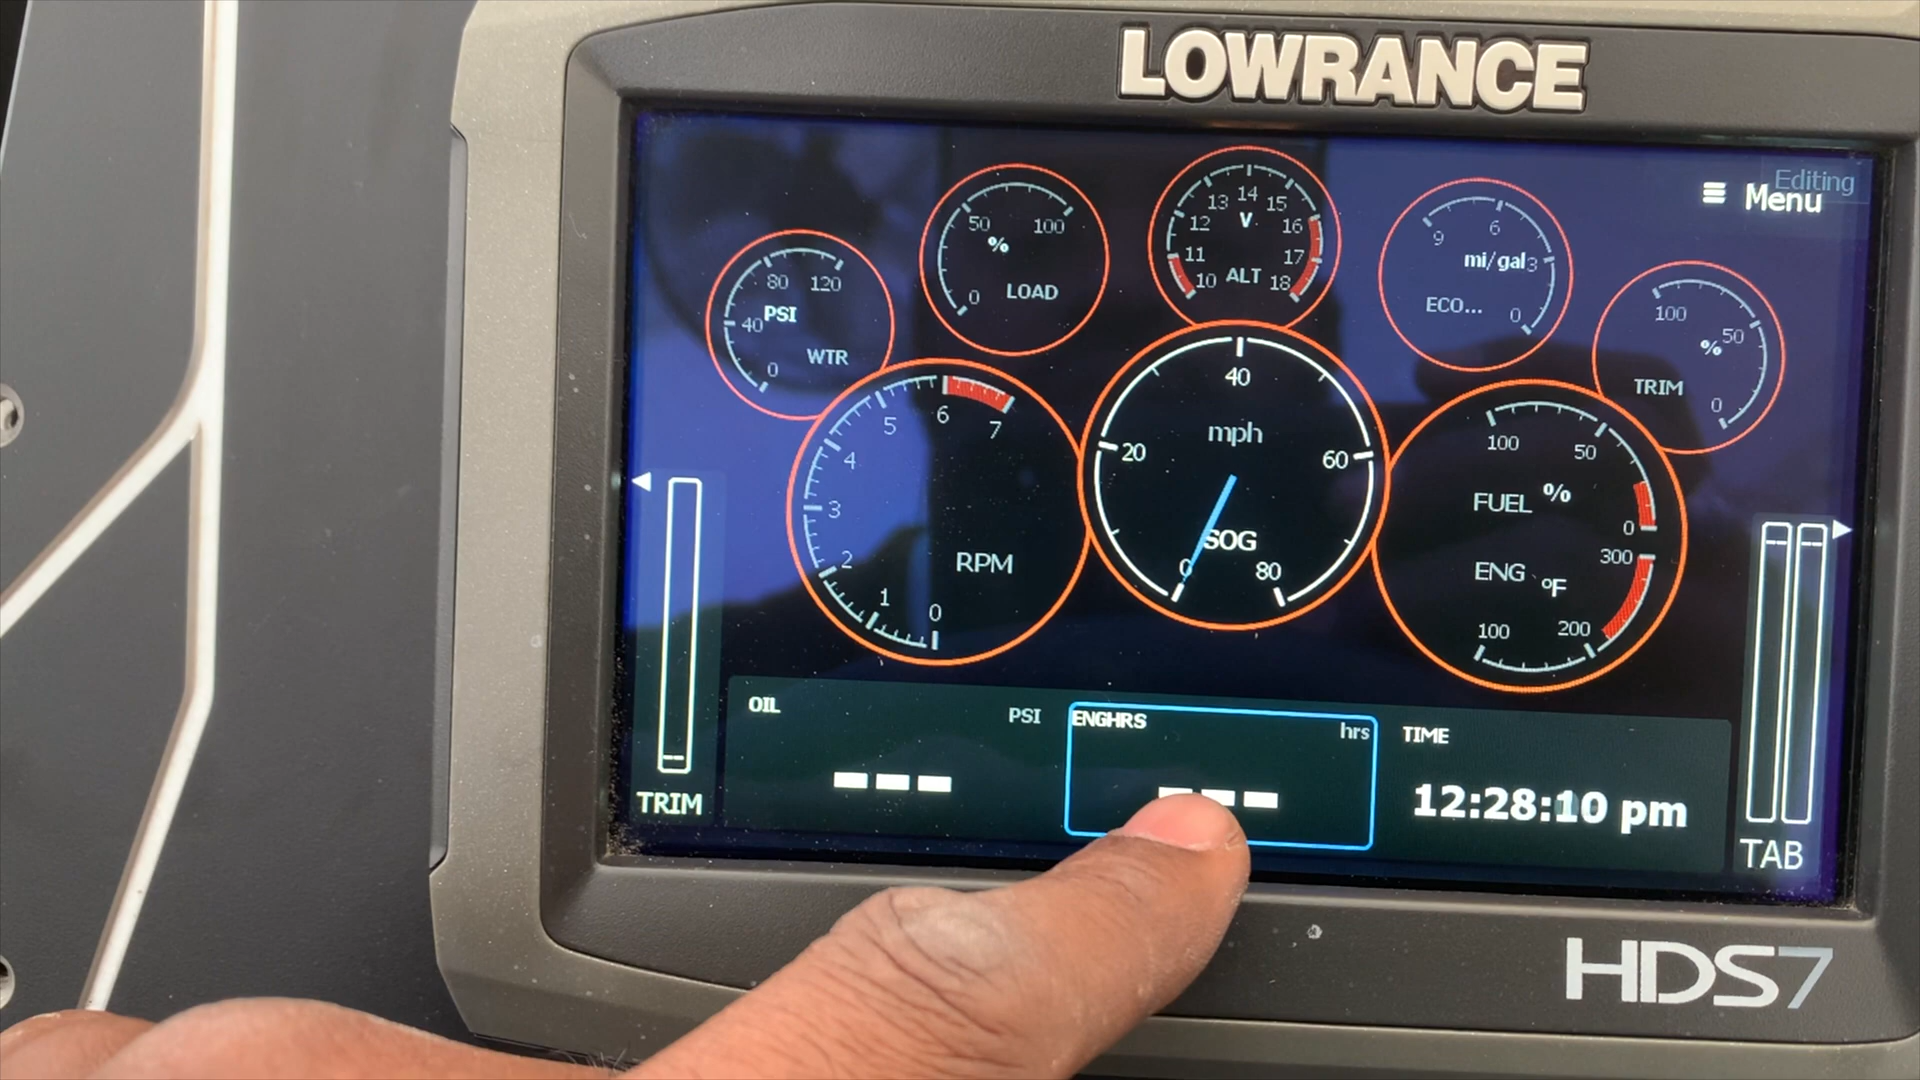 LOWRANCE
Editing
Menu
80 120
PSI
40
WTR
0
50 100
%
0 LOAD
13 14 15
12 V 16
11 17
10 ALT 18
9 6
mi/gal 3
ECO... 0
100 50
%
TRIM
0
5 6 7
4
3
2
1 0
RPM
40
mph
20 60
SOG
0 80
100 50
FUEL %
0
300
ENG °F
100 200
TRIM
OIL PSI
---
ENGHRS hrs
---
TIME
12:28:10 pm
TAB
HDS7